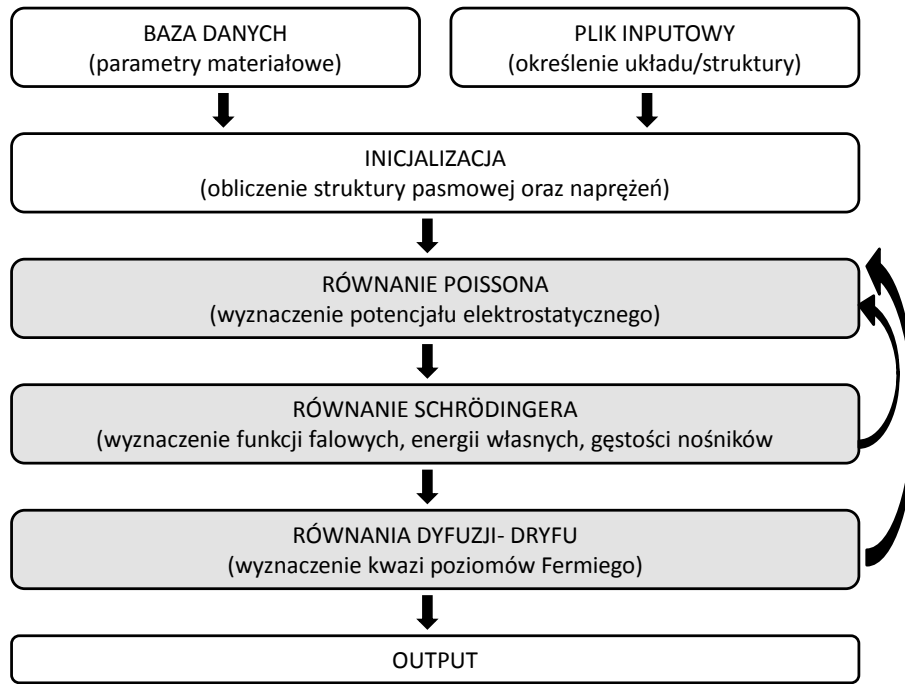 BAZA DANYCH
(parametry materiałowe)
PLIK INPUTOWY
(określenie układu/struktury)
INICJALIZACJA
(obliczenie struktury pasmowej oraz naprężeń)
RÓWNANIE POISSONA
(wyznaczenie potencjału elektrostatycznego)
RÓWNANIE SCHRÖDINGERA
(wyznaczenie funkcji falowych, energii własnych, gęstości nośników
RÓWNANIA DYFUZJI- DRYFU
(wyznaczenie kwazi poziomów Fermiego)
OUTPUT